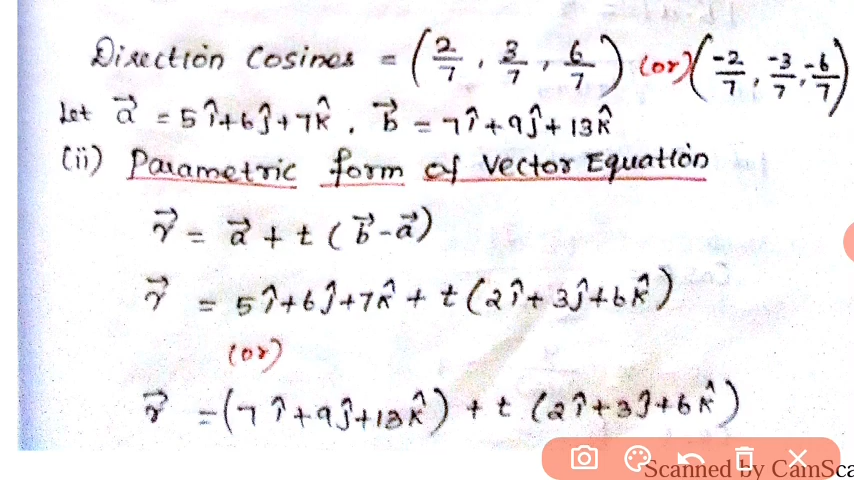 Direction Cosines = (2/7, 3/7, 6/7) (or) (-2/7, -3/7, -6/7)
Let a⃗ = 5î+6ĵ+7k̂, b⃗ = 7î+9ĵ+13k̂
(ii) Parametric form of Vector Equation
r⃗ = a⃗ + t (b⃗-a⃗)
r⃗ = 5î+6ĵ+7k̂ + t(2î+3ĵ+6k̂)
(or)
r⃗ = (7î+9ĵ+13k̂) + t (2î+3ĵ+6k̂)
Scanned by CamSca